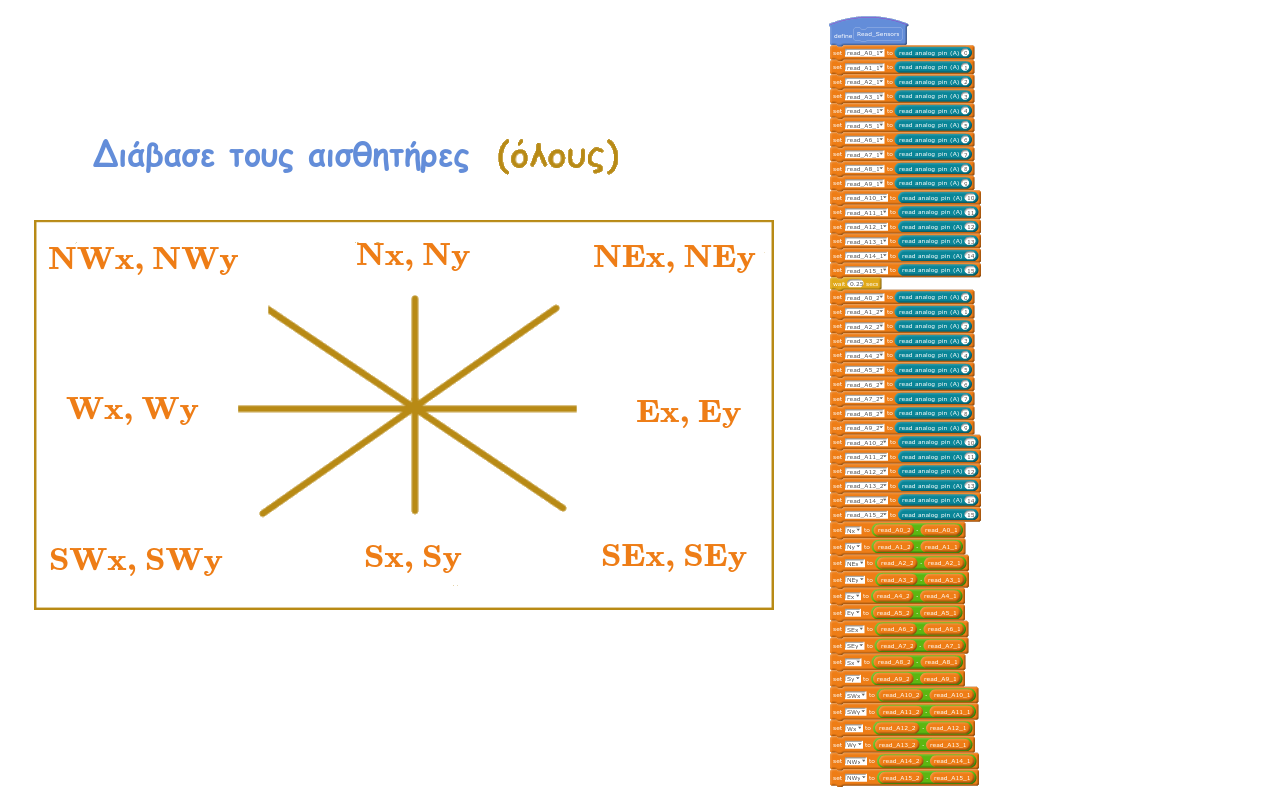 Διάβασε τους αισθητήρες (όλους)
NWx, NWy
Nx, Ny
NEx, NEy
Wx, Wy
Ex, Ey
SWx, SWy
Sx, Sy
SEx, SEy
define Read_Sensors
set read_A0_1 to read analog pin (A) 0
set read_A1_1 to read analog pin (A) 1
set read_A2_1 to read analog pin (A) 2
set read_A3_1 to read analog pin (A) 3
set read_A4_1 to read analog pin (A) 4
set read_A5_1 to read analog pin (A) 5
set read_A6_1 to read analog pin (A) 6
set read_A7_1 to read analog pin (A) 7
set read_A8_1 to read analog pin (A) 8
set read_A9_1 to read analog pin (A) 9
set read_A10_1 to read analog pin (A) 10
set read_A11_1 to read analog pin (A) 11
set read_A12_1 to read analog pin (A) 12
set read_A13_1 to read analog pin (A) 13
set read_A14_1 to read analog pin (A) 14
set read_A15_1 to read analog pin (A) 15
wait 0.25 secs
set read_A0_2 to read analog pin (A) 0
set read_A1_2 to read analog pin (A) 1
set read_A2_2 to read analog pin (A) 2
set read_A3_2 to read analog pin (A) 3
set read_A4_2 to read analog pin (A) 4
set read_A5_2 to read analog pin (A) 5
set read_A6_2 to read analog pin (A) 6
set read_A7_2 to read analog pin (A) 7
set read_A8_2 to read analog pin (A) 8
set read_A9_2 to read analog pin (A) 9
set read_A10_2 to read analog pin (A) 10
set read_A11_2 to read analog pin (A) 11
set read_A12_2 to read analog pin (A) 12
set read_A13_2 to read analog pin (A) 13
set read_A14_2 to read analog pin (A) 14
set read_A15_2 to read analog pin (A) 15
set Nx to read_A0_2 - read_A0_1
set Ny to read_A1_2 - read_A1_1
set NEx to read_A2_2 - read_A2_1
set NEy to read_A3_2 - read_A3_1
set Ex to read_A4_2 - read_A4_1
set Ey to read_A5_2 - read_A5_1
set SEx to read_A6_2 - read_A6_1
set SEy to read_A7_2 - read_A7_1
set Sx to read_A8_2 - read_A8_1
set Sy to read_A9_2 - read_A9_1
set SWx to read_A10_2 - read_A10_1
set SWy to read_A11_2 - read_A11_1
set Wx to read_A12_2 - read_A12_1
set Wy to read_A13_2 - read_A13_1
set NWx to read_A14_2 - read_A14_1
set NWy to read_A15_2 - read_A15_1